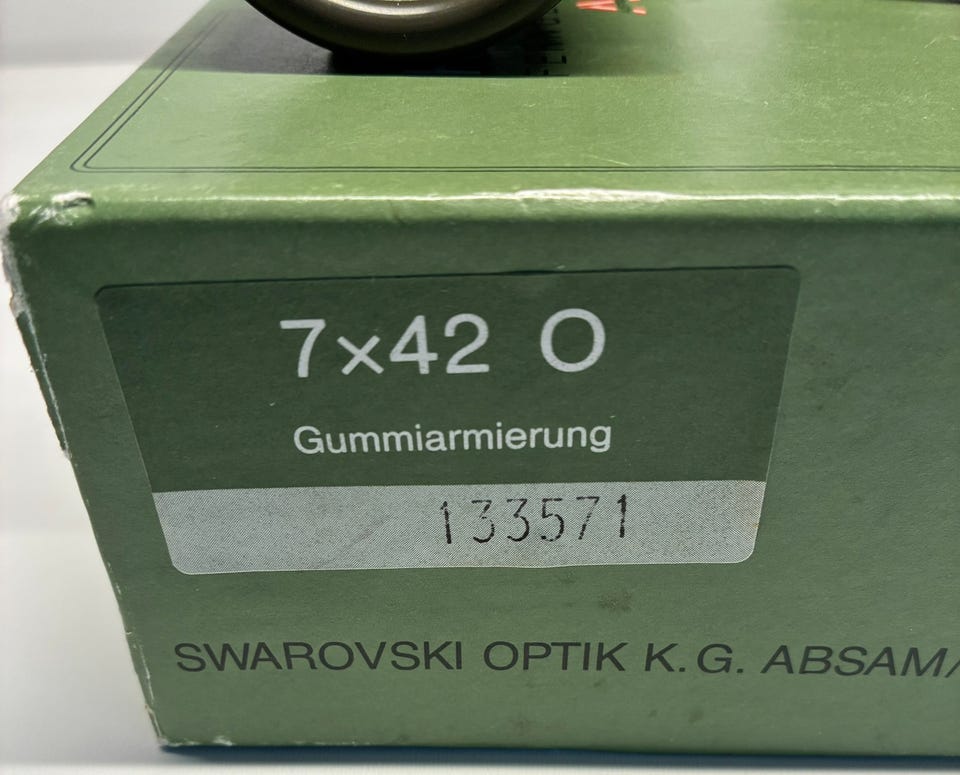 7x42 O
Gummiarmierung
133571
SWAROVSKI OPTIK K.G. ABSAM/